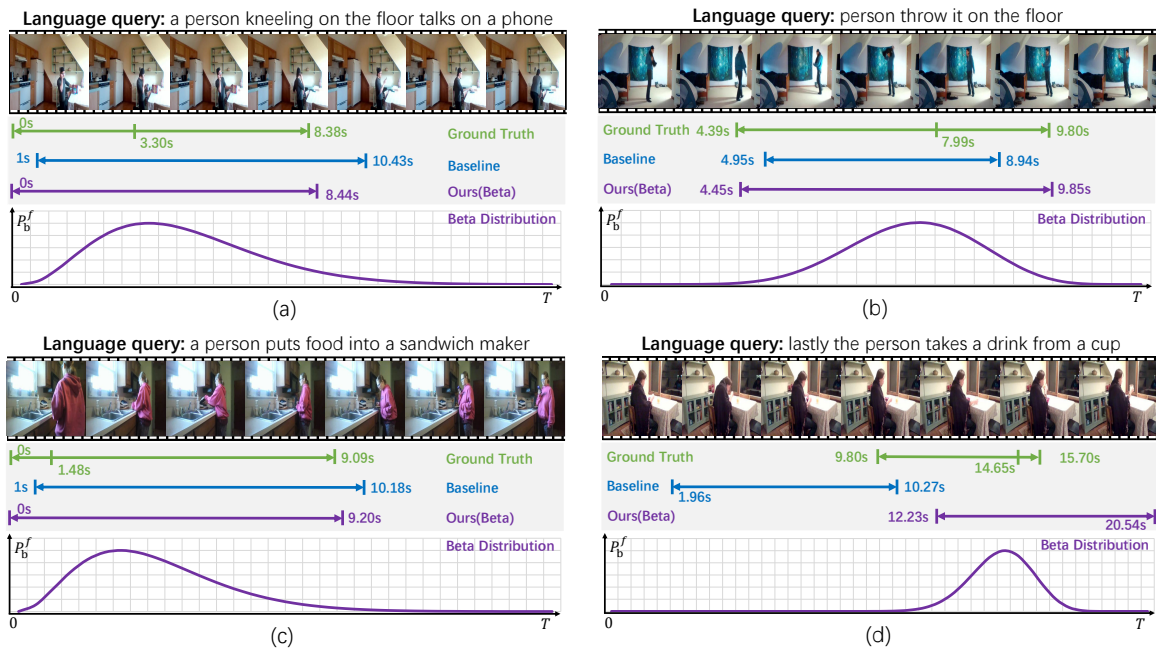 Language query: a person kneeling on the floor talks on a phone
0s
8.38s
Ground Truth
3.30s
1s
10.43s
Baseline
0s
8.44s
Ours(Beta)
P_b^f
Beta Distribution
0
T
(a)
Language query: person throw it on the floor
Ground Truth 4.39s
9.80s
7.99s
Baseline
4.95s
8.94s
Ours(Beta)
4.45s
9.85s
P_b^f
Beta Distribution
0
T
(b)
Language query: a person puts food into a sandwich maker
0s
9.09s
Ground Truth
1.48s
1s
10.18s
Baseline
0s
9.20s
Ours(Beta)
P_b^f
Beta Distribution
0
T
(c)
Language query: lastly the person takes a drink from a cup
Ground Truth
9.80s
14.65s
15.70s
Baseline
1.96s
10.27s
Ours(Beta)
12.23s
20.54s
P_b^f
Beta Distribution
0
T
(d)